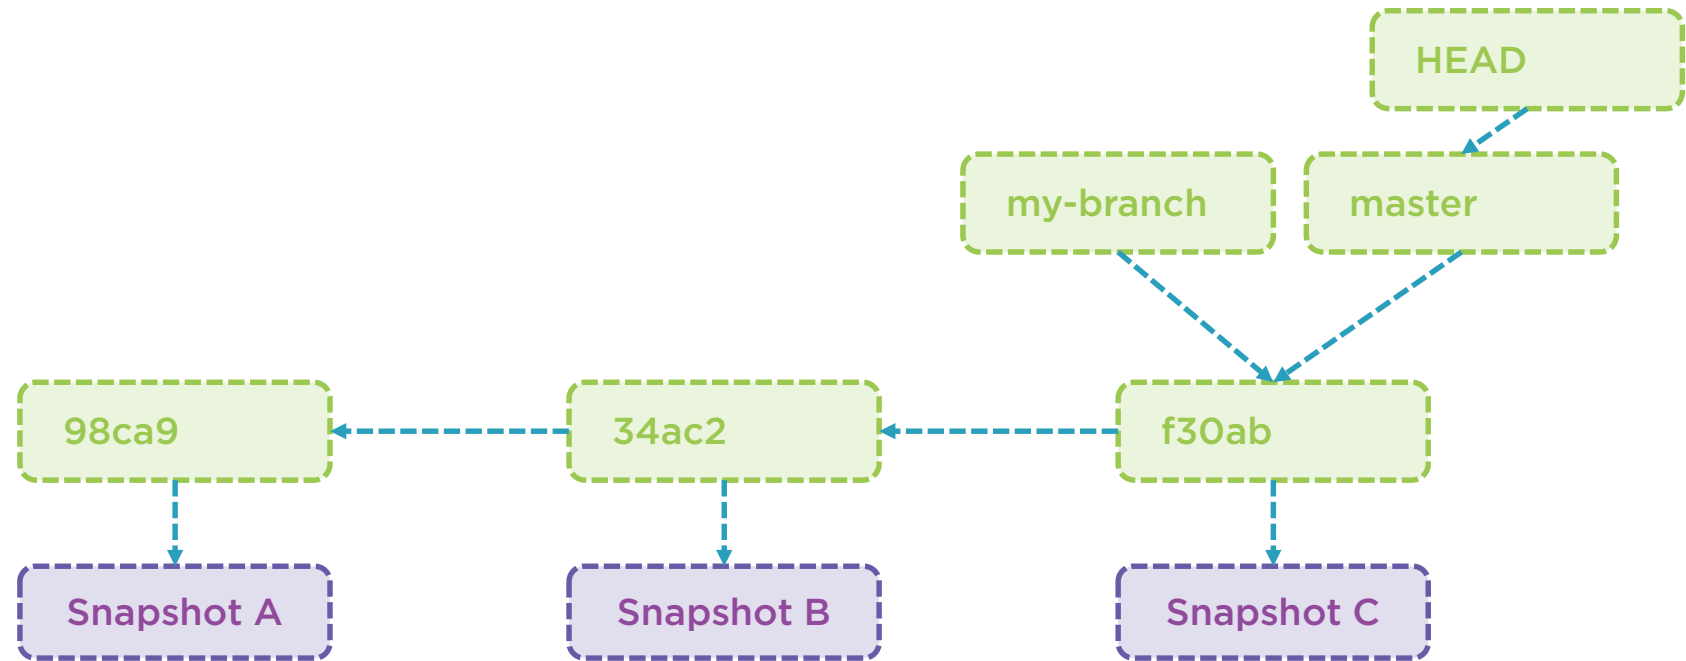 HEAD
my-branch
master
98ca9
34ac2
f30ab
Snapshot A
Snapshot B
Snapshot C